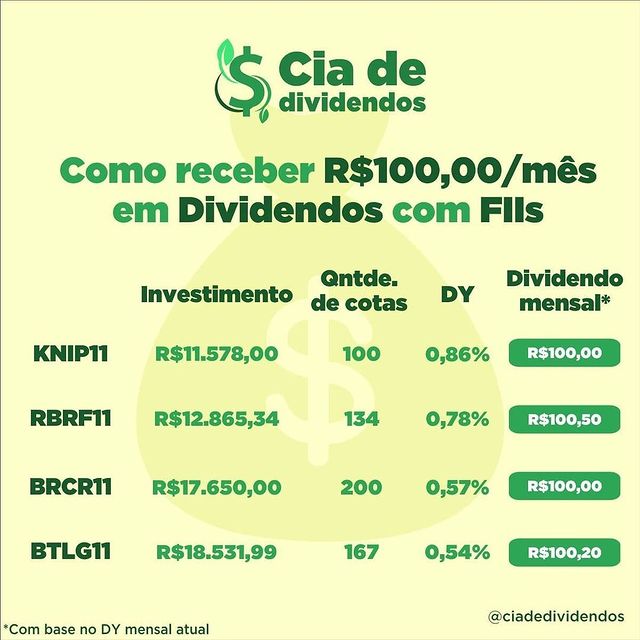 $ Cia de
dividendos
Como receber R$100,00/mês
em Dividendos com FIIs
Investimento Qntde. de cotas DY Dividendo mensal*
KNIP11 R$11.578,00 100 0,86% R$100,00
RBRF11 R$12.865,34 134 0,78% R$100,50
BRCR11 R$17.650,00 200 0,57% R$100,00
BTLG11 R$18.531,99 167 0,54% R$100,20
@ciadedividendos
*Com base no DY mensal atual